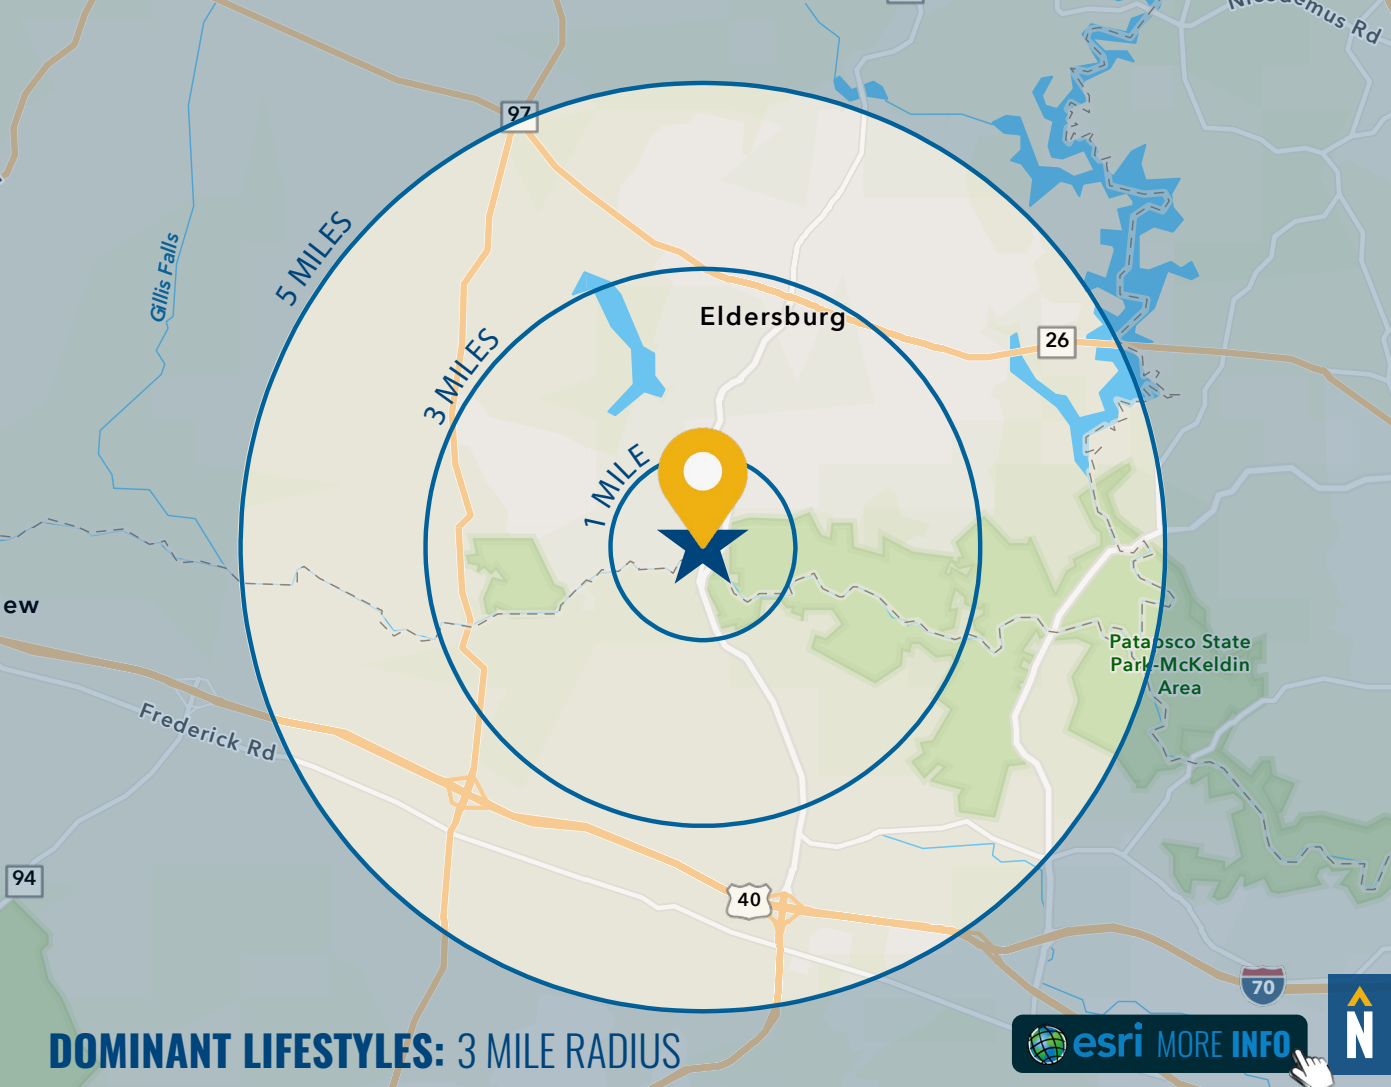 Nicodemus Rd
97
5 MILES
Gillis Falls
3 MILES
Eldersburg
26
1 MILE
ew
Patapsco State
Park-McKeldin
Area
Frederick Rd
94
40
70
DOMINANT LIFESTYLES: 3 MILE RADIUS
esri MORE INFO
N